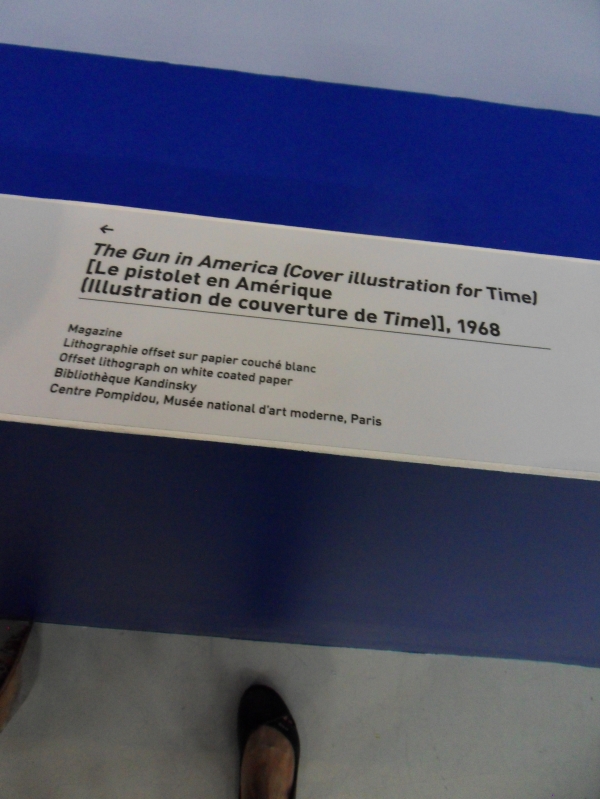 ←
The Gun in America (Cover illustration for Time)
[Le pistolet en Amérique
(Illustration de couverture de Time)], 1968
Magazine
Lithographie offset sur papier couché blanc
Offset lithograph on white coated paper
Bibliothèque Kandinsky
Centre Pompidou, Musée national d'art moderne, Paris